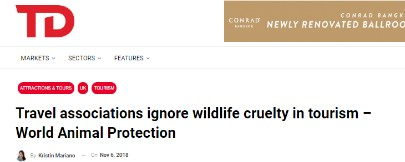 TD
CONRAD BANGK
CONRAD
NEWLY RENOVATED BALLROO
MARKETS SECTORS FEATURES
ATTRACTIONS & TOURS UK TOURISM
Travel associations ignore wildlife cruelty in tourism –
World Animal Protection
By Kristin Mariano — On Nov 6, 2018